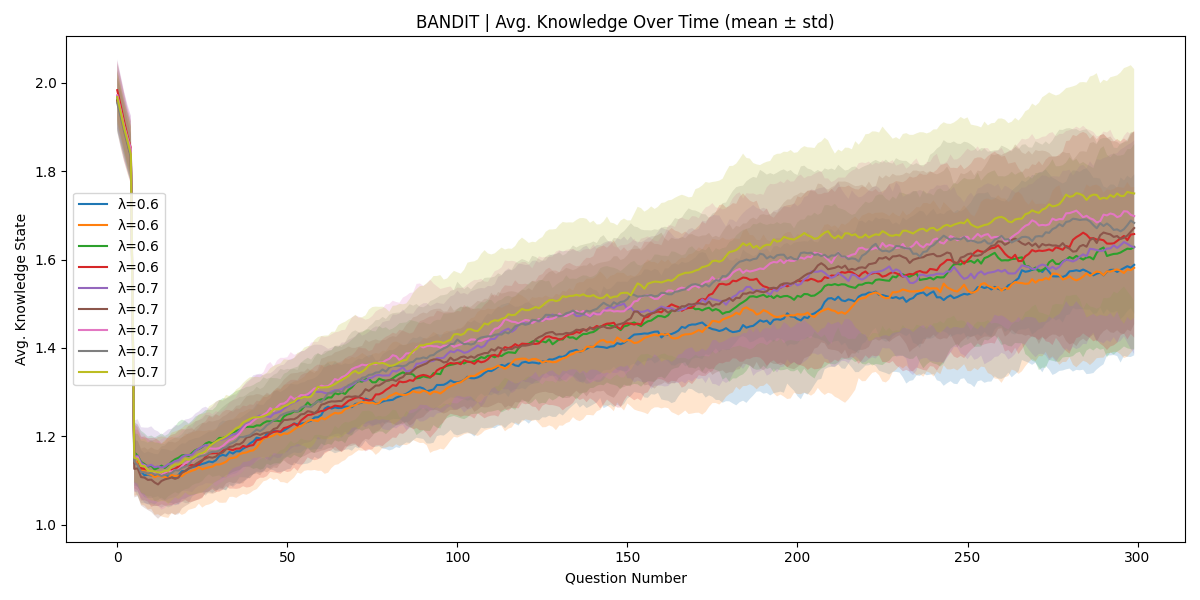 BANDIT | Avg. Knowledge Over Time (mean ± std)
Avg. Knowledge State
2.0
1.8
1.6
1.4
1.2
1.0
λ=0.6
λ=0.6
λ=0.6
λ=0.6
λ=0.7
λ=0.7
λ=0.7
λ=0.7
λ=0.7
0 50 100 150 200 250 300
Question Number